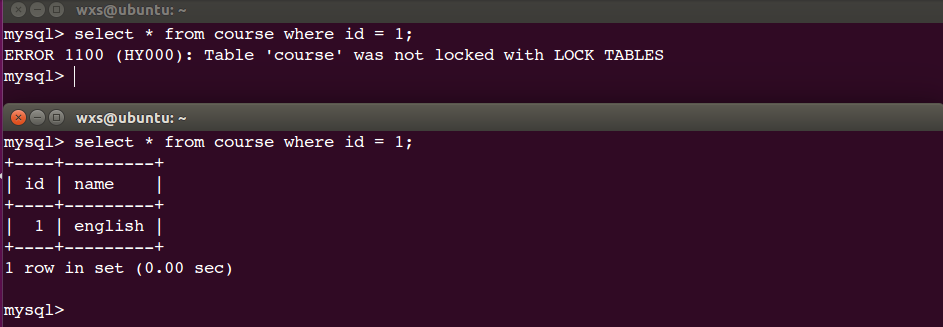 wxs@ubuntu: ~
mysql> select * from course where id = 1;
ERROR 1100 (HY000): Table 'course' was not locked with LOCK TABLES
mysql>
wxs@ubuntu: ~
mysql> select * from course where id = 1;
+----+---------+
| id | name    |
+----+---------+
|  1 | english |
+----+---------+
1 row in set (0.00 sec)
mysql>